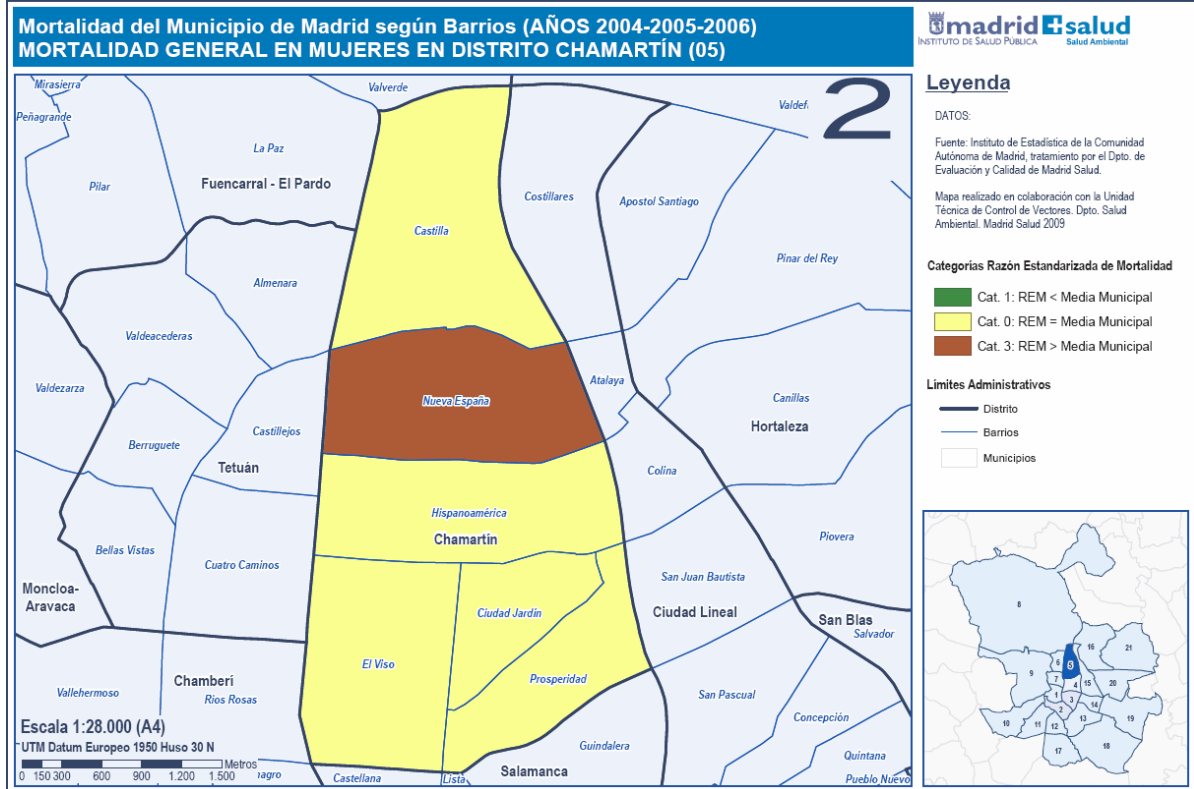 Mortalidad del Municipio de Madrid según Barrios (AÑOS 2004-2005-2006)
MORTALIDAD GENERAL EN MUJERES EN DISTRITO CHAMARTÍN (05)
madrid salud
INSTITUTO DE SALUD PÚBLICA
Salud Ambiental
2
Mirasierra
Valverde
Valdef
Peñagrande
La Paz
Pilar
Fuencarral - El Pardo
Costillares
Apostol Santiago
Castilla
Pinar del Rey
Almenara
Valdeacederas
Valdezarza
Nueva España
Atalaya
Canillas
Hortaleza
Berruguete
Castillejos
Tetuán
Colina
Hispanoamérica
Chamartín
Bellas Vistas
Cuatro Caminos
Piovera
Moncloa-
Aravaca
San Juan Bautista
Ciudad Jardín
Ciudad Lineal
San Blas
Salvador
El Viso
Prosperidad
Vallehermoso
Chamberí
Rios Rosas
San Pascual
Concepción
Guindalera
Quintana
Pueblo Nuevo
Castellana
Lista
Salamanca
Escala 1:28.000 (A4)
UTM Datum Europeo 1950 Huso 30 N
Metros
0 150 300 600 900 1.200 1.500
nagro
Leyenda
DATOS:
Fuente: Instituto de Estadística de la Comunidad
Autónoma de Madrid, tratamiento por el Dpto. de
Evaluación y Calidad de Madrid Salud.
Mapa realizado en colaboración con la Unidad
Técnica de Control de Vectores. Dpto. Salud
Ambiental. Madrid Salud 2009
Categorías Razón Estandarizada de Mortalidad
Cat. 1: REM < Media Municipal
Cat. 0: REM = Media Municipal
Cat. 3: REM > Media Municipal
Límites Administrativos
Distrito
Barrios
Municipios
8
16
21
6
5
9
7
4
15
20
1
3
2
14
10
11
12
13
19
17
18